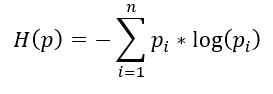 H(p) = − ∑_{i=1}^{n} p_i * log(p_i)